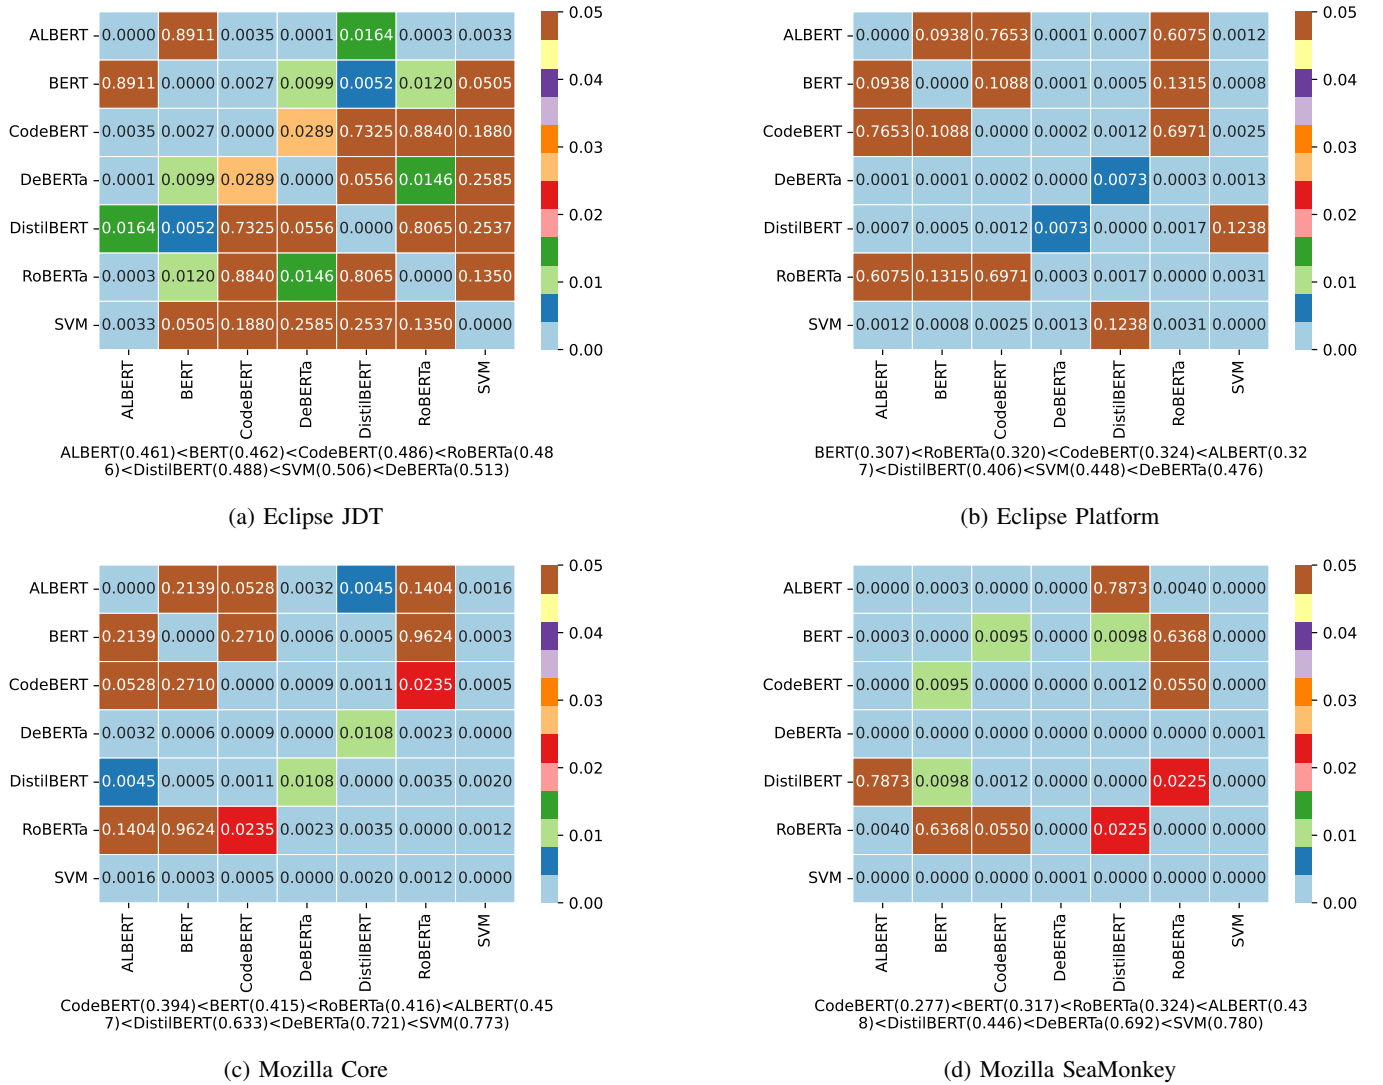 ALBERT 0.0000 0.8911 0.0035 0.0001 0.0164 0.0003 0.0033
BERT 0.8911 0.0000 0.0027 0.0099 0.0052 0.0120 0.0505
CodeBERT 0.0035 0.0027 0.0000 0.0289 0.7325 0.8840 0.1880
DeBERTa 0.0001 0.0099 0.0289 0.0000 0.0556 0.0146 0.2585
DistilBERT 0.0164 0.0052 0.7325 0.0556 0.0000 0.8065 0.2537
RoBERTa 0.0003 0.0120 0.8840 0.0146 0.8065 0.0000 0.1350
SVM 0.0033 0.0505 0.1880 0.2585 0.2537 0.1350 0.0000
ALBERT BERT CodeBERT DeBERTa DistilBERT RoBERTa SVM
0.05
0.04
0.03
0.02
0.01
0.00
ALBERT(0.461)<BERT(0.462)<CodeBERT(0.486)<RoBERTa(0.48
6)<DistilBERT(0.488)<SVM(0.506)<DeBERTa(0.513)
(a) Eclipse JDT
ALBERT 0.0000 0.0938 0.7653 0.0001 0.0007 0.6075 0.0012
BERT 0.0938 0.0000 0.1088 0.0001 0.0005 0.1315 0.0008
CodeBERT 0.7653 0.1088 0.0000 0.0002 0.0012 0.6971 0.0025
DeBERTa 0.0001 0.0001 0.0002 0.0000 0.0073 0.0003 0.0013
DistilBERT 0.0007 0.0005 0.0012 0.0073 0.0000 0.0017 0.1238
RoBERTa 0.6075 0.1315 0.6971 0.0003 0.0017 0.0000 0.0031
SVM 0.0012 0.0008 0.0025 0.0013 0.1238 0.0031 0.0000
ALBERT BERT CodeBERT DeBERTa DistilBERT RoBERTa SVM
0.05
0.04
0.03
0.02
0.01
0.00
BERT(0.307)<RoBERTa(0.320)<CodeBERT(0.324)<ALBERT(0.32
7)<DistilBERT(0.406)<SVM(0.448)<DeBERTa(0.476)
(b) Eclipse Platform
ALBERT 0.0000 0.2139 0.0528 0.0032 0.0045 0.1404 0.0016
BERT 0.2139 0.0000 0.2710 0.0006 0.0005 0.9624 0.0003
CodeBERT 0.0528 0.2710 0.0000 0.0009 0.0011 0.0235 0.0005
DeBERTa 0.0032 0.0006 0.0009 0.0000 0.0108 0.0023 0.0000
DistilBERT 0.0045 0.0005 0.0011 0.0108 0.0000 0.0035 0.0020
RoBERTa 0.1404 0.9624 0.0235 0.0023 0.0035 0.0000 0.0012
SVM 0.0016 0.0003 0.0005 0.0000 0.0020 0.0012 0.0000
ALBERT BERT CodeBERT DeBERTa DistilBERT RoBERTa SVM
0.05
0.04
0.03
0.02
0.01
0.00
CodeBERT(0.394)<BERT(0.415)<RoBERTa(0.416)<ALBERT(0.45
7)<DistilBERT(0.633)<DeBERTa(0.721)<SVM(0.773)
(c) Mozilla Core
ALBERT 0.0000 0.0003 0.0000 0.0000 0.7873 0.0040 0.0000
BERT 0.0003 0.0000 0.0095 0.0000 0.0098 0.6368 0.0000
CodeBERT 0.0000 0.0095 0.0000 0.0000 0.0012 0.0550 0.0000
DeBERTa 0.0000 0.0000 0.0000 0.0000 0.0000 0.0000 0.0001
DistilBERT 0.7873 0.0098 0.0012 0.0000 0.0000 0.0225 0.0000
RoBERTa 0.0040 0.6368 0.0550 0.0000 0.0225 0.0000 0.0000
SVM 0.0000 0.0000 0.0000 0.0001 0.0000 0.0000 0.0000
ALBERT BERT CodeBERT DeBERTa DistilBERT RoBERTa SVM
0.05
0.04
0.03
0.02
0.01
0.00
CodeBERT(0.277)<BERT(0.317)<RoBERTa(0.324)<ALBERT(0.43
8)<DistilBERT(0.446)<DeBERTa(0.692)<SVM(0.780)
(d) Mozilla SeaMonkey